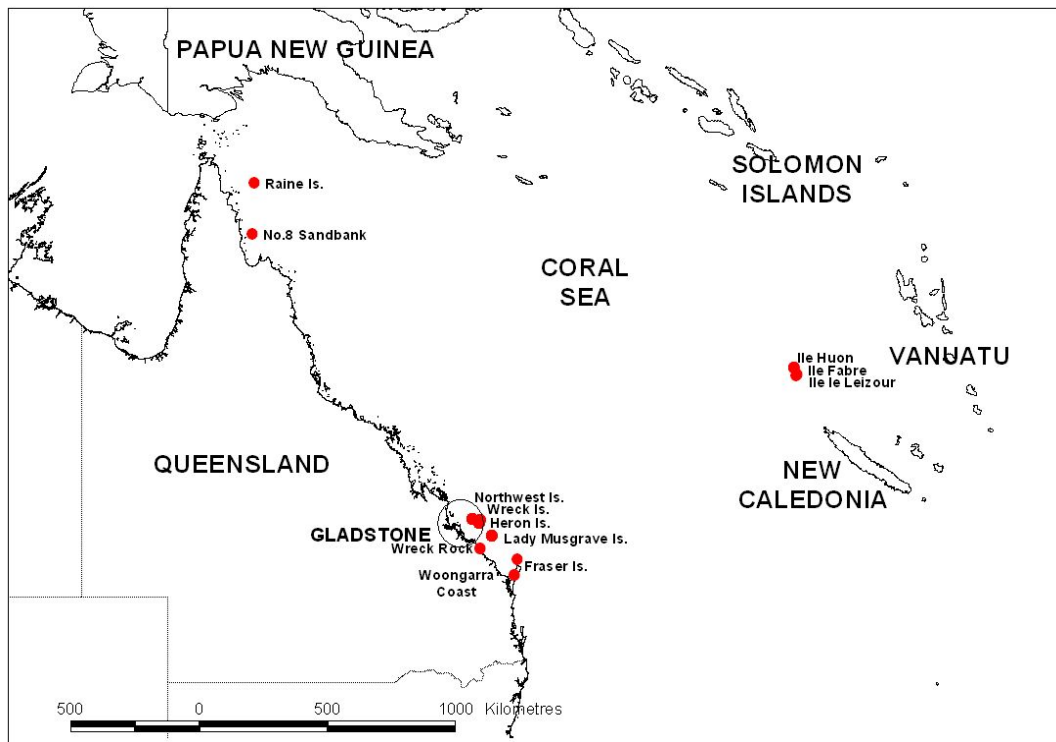 PAPUA NEW GUINEA
SOLOMON
ISLANDS
Raine Is.
No.8 Sandbank
CORAL
SEA
VANUATU
Ile Huon
Ile Fabre
Ile le Leizour
QUEENSLAND
NEW
CALEDONIA
Northwest Is.
Wreck Is.
Heron Is.
GLADSTONE
Lady Musgrave Is.
Wreck Rock
Fraser Is.
Woongarra
Coast
500 0 500 1000 Kilometres